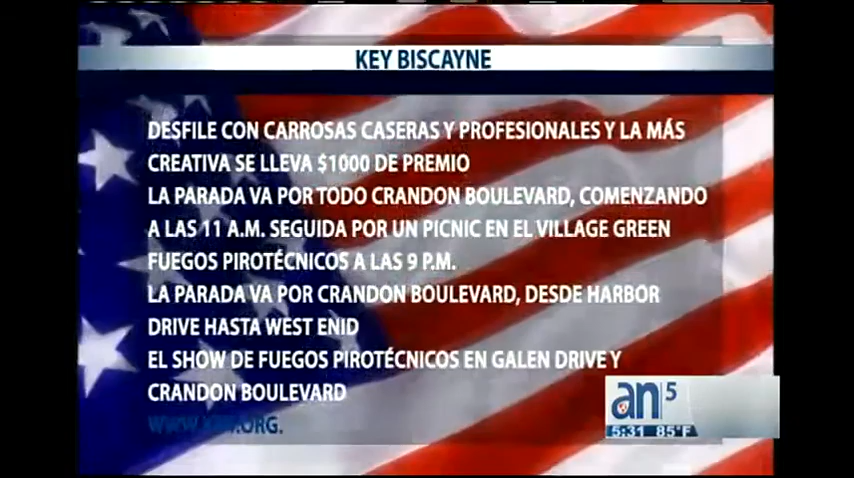 KEY BISCAYNE
DESFILE CON CARROSAS CASERAS Y PROFESIONALES Y LA MÁS
CREATIVA SE LLEVA $1000 DE PREMIO
LA PARADA VA POR TODO CRANDON BOULEVARD, COMENZANDO
A LAS 11 A.M. SEGUIDA POR UN PICNIC EN EL VILLAGE GREEN
FUEGOS PIROTÉCNICOS A LAS 9 P.M.
LA PARADA VA POR CRANDON BOULEVARD, DESDE HARBOR
DRIVE HASTA WEST ENID
EL SHOW DE FUEGOS PIROTÉCNICOS EN GALEN DRIVE Y
CRANDON BOULEVARD
an 5
5:31 85°F